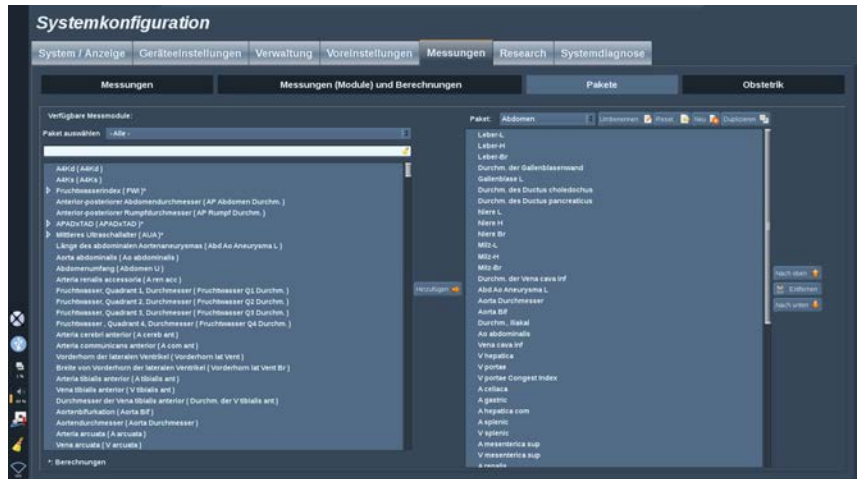 Systemkonfiguration
System / Anzeige Geräteeinstellungen Verwaltung Voreinstellungen Messungen Research Systemdiagnose
Messungen Messungen (Module) und Berechnungen Pakete Obstetrik
Verfügbare Messmodule:
Paket auswählen - Alle -
A4Kd ( A4Kd )
A4Ks ( A4Ks )
Fruchtwasserindex ( FWI )*
Anterior-posteriorer Abdomendurchmesser ( AP Abdomen Durchm. )
Anterior-posteriorer Rumpfdurchmesser ( AP Rumpf Durchm. )
APADxTAD ( APADxTAD )*
Mittleres Ultraschallalter ( AUA )*
Länge des abdominalen Aortenaneurysmas ( Abd Ao Aneurysma L )
Aorta abdominalis ( Ao abdominalis )
Abdomenumfang ( Abdomen U )
Arteria renalis accessoria ( A ren acc )
Fruchtwasser, Quadrant 1, Durchmesser ( Fruchtwasser Q1 Durchm. )
Fruchtwasser, Quadrant 2, Durchmesser ( Fruchtwasser Q2 Durchm. )
Fruchtwasser, Quadrant 3, Durchmesser ( Fruchtwasser Q3 Durchm. )
Fruchtwasser , Quadrant 4, Durchmesser ( Fruchtwasser Q4 Durchm. )
Arteria cerebri anterior ( A cereb ant )
Arteria communicans anterior ( A com ant )
Vorderhorn der lateralen Ventrikel ( Vorderhorn lat Vent )
Breite von Vorderhorn der lateralen Ventrikel ( Vorderhorn lat Vent Br )
Arteria tibialis anterior ( A tibialis ant )
Vena tibialis anterior ( V tibialis ant )
Durchmesser der Vena tibialis anterior ( Durchm. der V tibialis ant )
Aortenbifurkation ( Aorta Bif )
Aortendurchmesser ( Aorta Durchmesser )
Arteria arcuata ( A arcuata )
Vena arcuata ( V arcuata )
*: Berechnungen
Hinzufügen
Paket: Abdomen Umbenennen Reset Neu Duplizieren
Leber-L
Leber-H
Leber-Br
Durchm. der Gallenblasenwand
Gallenblase L
Durchm. des Ductus choledochus
Durchm. des Ductus pancreaticus
Niere L
Niere H
Niere Br
Milz-L
Milz-H
Milz-Br
Durchm. der Vena cava inf
Abd Ao Aneurysma L
Aorta Durchmesser
Aorta Bif
Durchm., Iliakal
Ao abdominalis
Vena cava inf
V hepatica
V portae
V portae Congest Index
A celiaca
A gastric
A hepatica com
A splenic
V splenic
A mesenterica sup
V mesenterica sup
A renalis
Nach oben
Entfernen
Nach unten